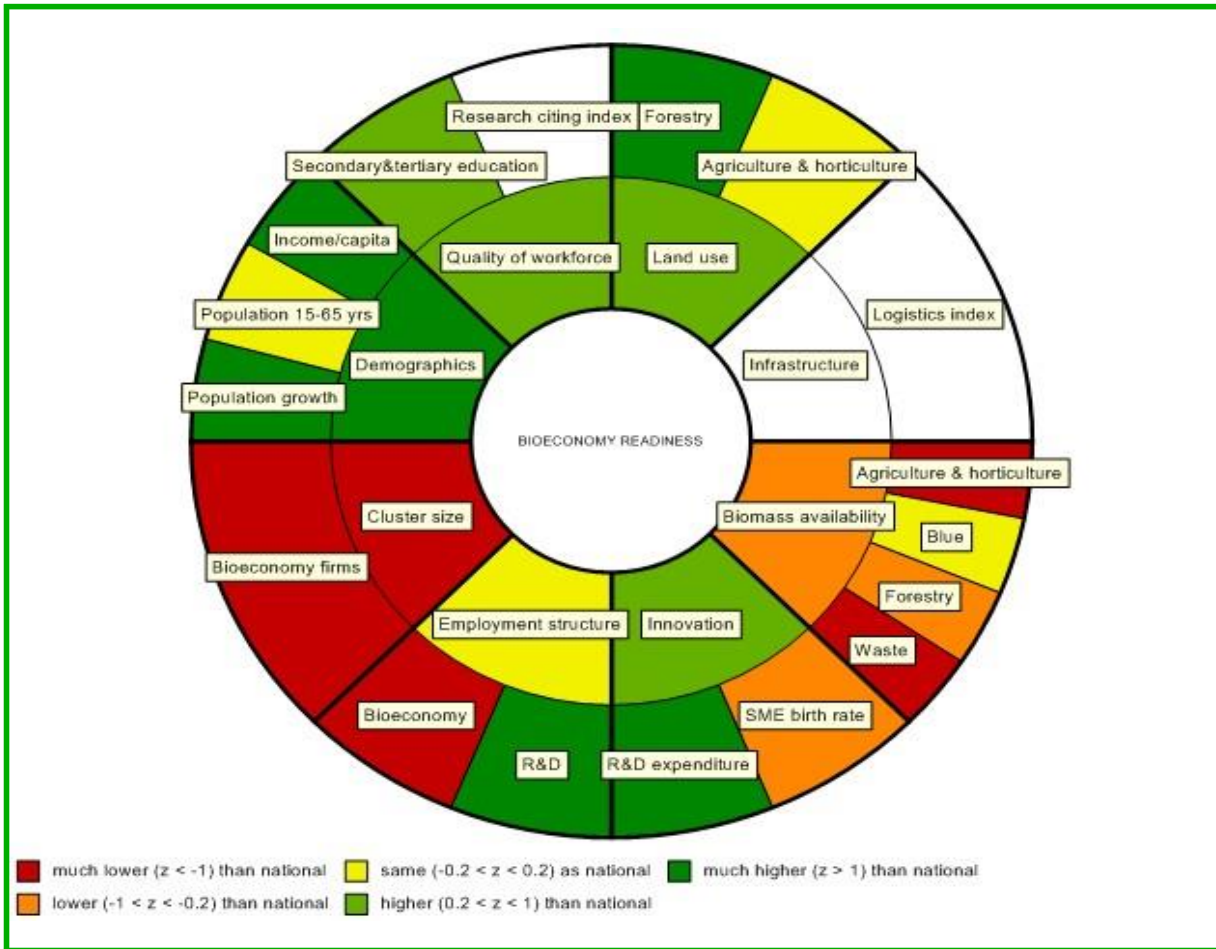 Research citing index
Forestry
Secondary&tertiary education
Agriculture & horticulture
Income/capita
Quality of workforce
Land use
Population 15-65 yrs
Logistics index
Demographics
Infrastructure
Population growth
BIOECONOMY READINESS
Agriculture & horticulture
Cluster size
Biomass availability
Blue
Bioeconomy firms
Forestry
Employment structure
Innovation
Waste
Bioeconomy
SME birth rate
R&D
R&D expenditure
much lower (z < -1) than national
same (-0.2 < z < 0.2) as national
much higher (z > 1) than national
lower (-1 < z < -0.2) than national
higher (0.2 < z < 1) than national